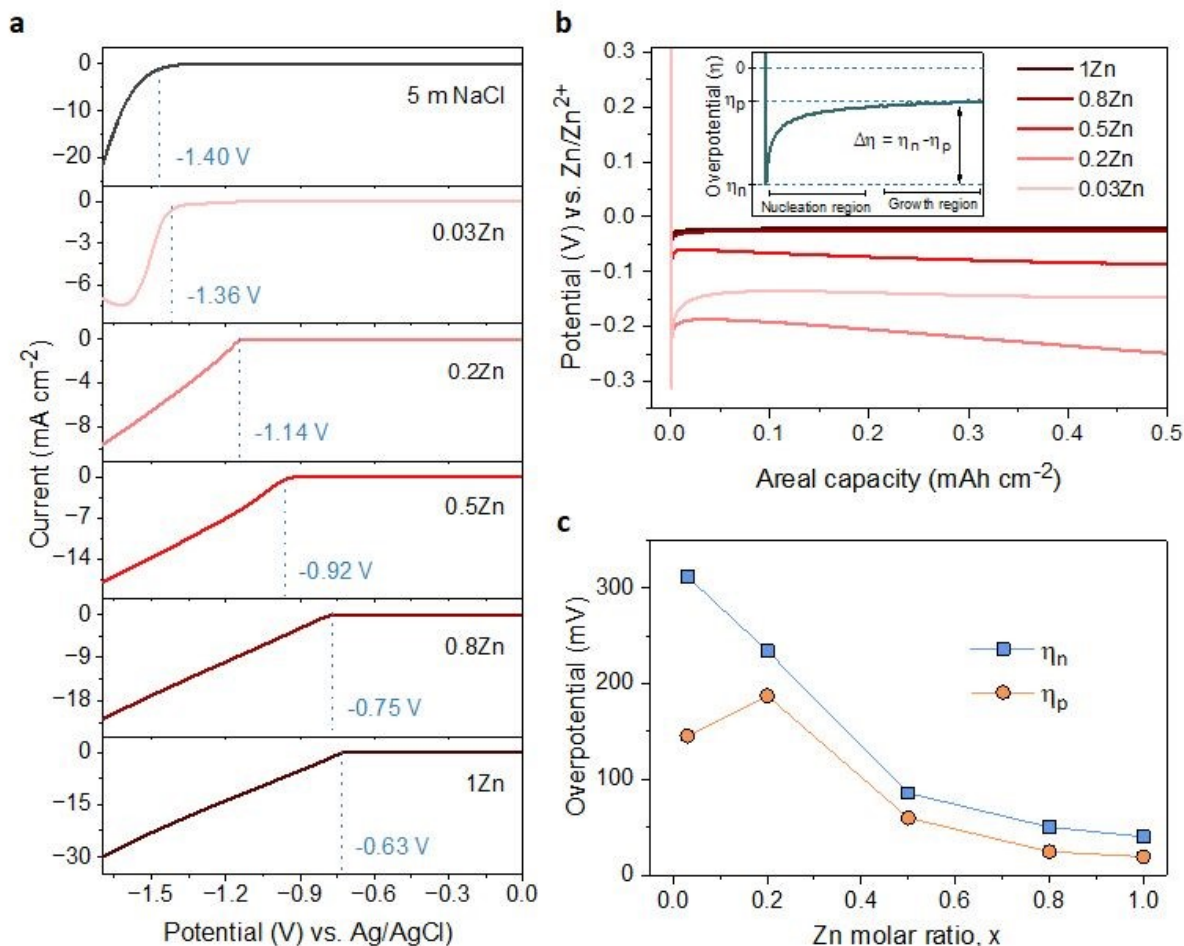 a
0
−10
−20
5 m NaCl
-1.40 V
0
−3
−6
0.03Zn
-1.36 V
0
−4
−8
0.2Zn
-1.14 V
0
−7
−14
0.5Zn
-0.92 V
0
−9
−18
0.8Zn
-0.75 V
0
−15
−30
1Zn
-0.63 V
−1.5
−1.2
−0.9
−0.6
−0.3
0.0
Current (mA cm⁻²)
Potential (V) vs. Ag/AgCl)
b
0.3
0.2
0.1
0.0
−0.1
−0.2
−0.3
Potential (V) vs. Zn/Zn²⁺
Overpotential (η)
0
ηp
ηn
Δη = ηn -ηp
Nucleation region
Growth region
1Zn
0.8Zn
0.5Zn
0.2Zn
0.03Zn
0.0
0.1
0.2
0.3
0.4
0.5
Areal capacity (mAh cm⁻²)
c
300
200
100
0
Overpotential (mV)
ηn
ηp
0.0
0.2
0.4
0.6
0.8
1.0
Zn molar ratio, x